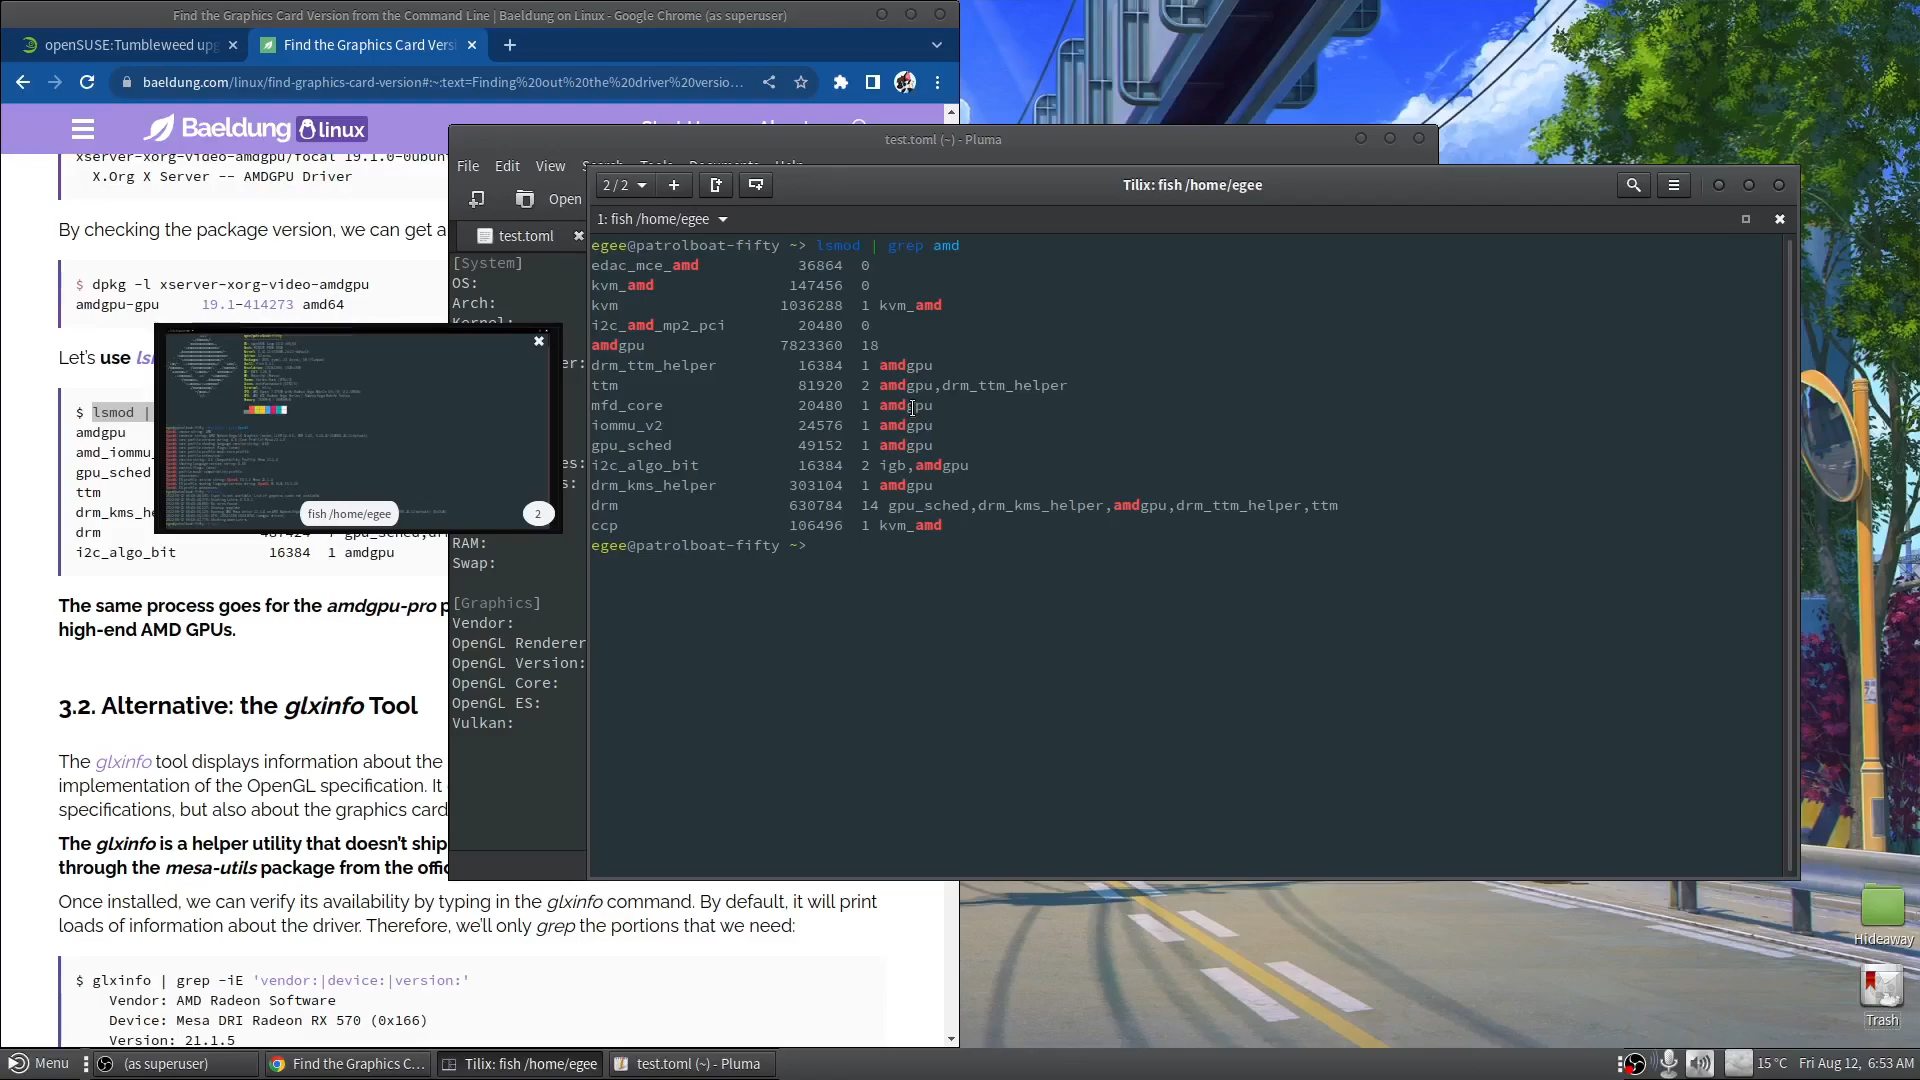 Find the Graphics Card Version from the Command Line | Baeldung on Linux - Google Chrome (as superuser)
openSUSE:Tumbleweed upg
Find the Graphics Card Versi
baeldung.com/linux/find-graphics-card-version#:~:text=Finding%20out%20the%20driver%20versio...
Baeldung linux
xserver-xorg-video-amdgpu/focal 19.1.0-0ubun
X.Org X Server -- AMDGPU Driver
By checking the package version, we can get a
$ dpkg -l xserver-xorg-video-amdgpu
amdgpu-gpu 19.1-414273 amd64
Let's use ls
$ lsmod |
amdgpu
amd_iommu
gpu_sched
ttm
drm_kms_he
drm
i2c_algo_bit 16384 1 amdgpu
fish /home/egee
2
The same process goes for the amdgpu-pro p
high-end AMD GPUs.
3.2. Alternative: the glxinfo Tool
The glxinfo tool displays information about the
implementation of the OpenGL specification. It
specifications, but also about the graphics card
The glxinfo is a helper utility that doesn't ship
through the mesa-utils package from the offic
Once installed, we can verify its availability by typing in the glxinfo command. By default, it will print
loads of information about the driver. Therefore, we'll only grep the portions that we need:
$ glxinfo | grep -iE 'vendor:|device:|version:'
Vendor: AMD Radeon Software
Device: Mesa DRI Radeon RX 570 (0x166)
Version: 21.1.5
test.toml (~) - Pluma
File Edit View Search Tools Documents Help
Open
test.toml
[System]
OS:
Arch:
Kernel:
RAM:
Swap:
[Graphics]
Vendor:
OpenGL Renderer
OpenGL Version:
OpenGL Core:
OpenGL ES:
Vulkan:
2 / 2
Tilix: fish /home/egee
1: fish /home/egee
egee@patrolboat-fifty ~> lsmod | grep amd
edac_mce_amd 36864 0
kvm_amd 147456 0
kvm 1036288 1 kvm_amd
i2c_amd_mp2_pci 20480 0
amdgpu 7823360 18
drm_ttm_helper 16384 1 amdgpu
ttm 81920 2 amdgpu,drm_ttm_helper
mfd_core 20480 1 amdgpu
iommu_v2 24576 1 amdgpu
gpu_sched 49152 1 amdgpu
i2c_algo_bit 16384 2 igb,amdgpu
drm_kms_helper 303104 1 amdgpu
drm 630784 14 gpu_sched,drm_kms_helper,amdgpu,drm_ttm_helper,ttm
ccp 106496 1 kvm_amd
egee@patrolboat-fifty ~>
Hideaway
Trash
Menu
(as superuser)
Find the Graphics C...
Tilix: fish /home/egee
test.toml (~) - Pluma
15 °C
Fri Aug 12, 6:53 AM